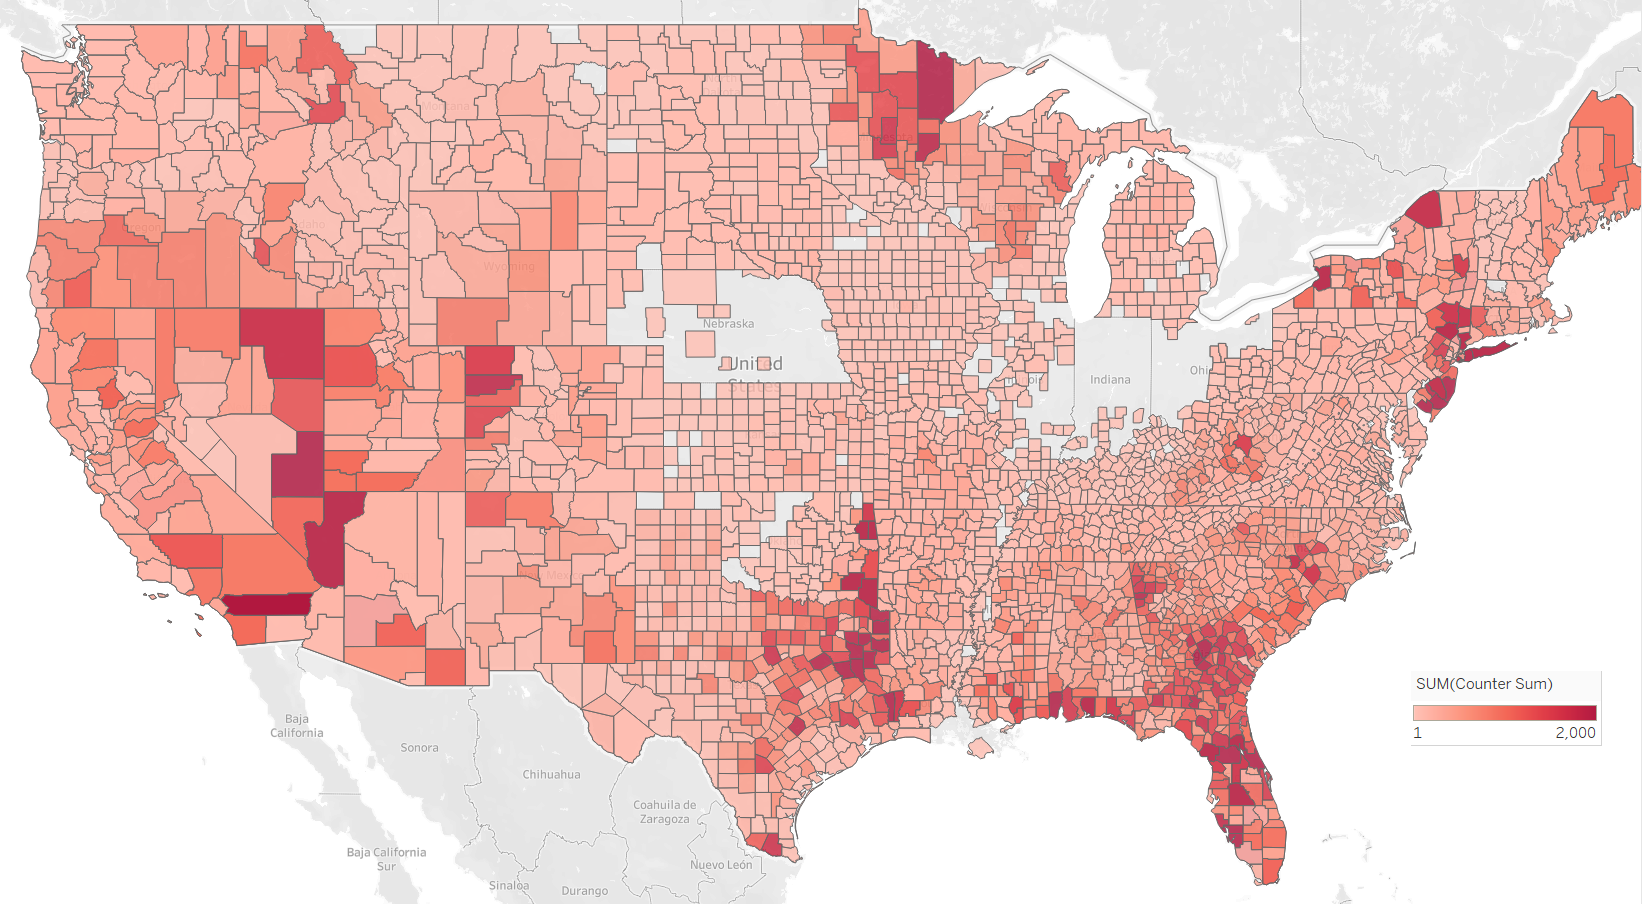 Montana
Oregon
Idaho
Wyoming
Nebraska
United
States
Indiana
SUM(Counter Sum)
1
2,000
Baja
California
Sonora
Chihuahua
Coahuila de
Zaragoza
Baja California
Sur
Nuevo León
Sinaloa
Durango